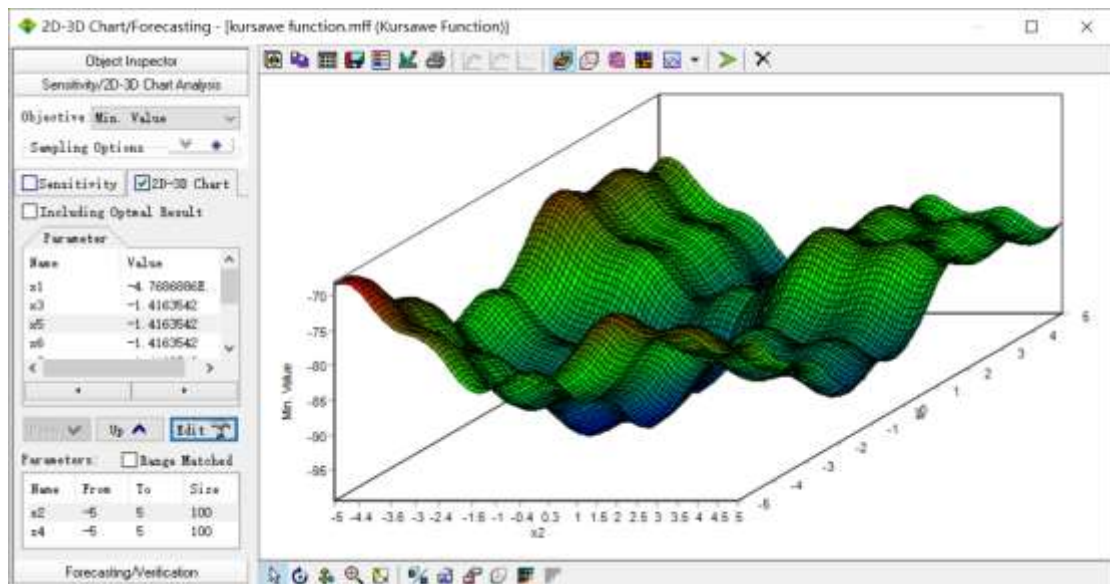 2D-3D Chart/Forecasting - [kursawe function.mff (Kursawe Function)]
Object Inspector
Sensitivity/2D-3D Chart Analysis
Objective Min. Value
Sampling Options
Sensitivity 2D-3D Chart
Including Optmal Result
Parameter
Name Value
x1 -4.7686886E
x3 -1.4163542
x5 -1.4163542
x6 -1.4163542
Up Edit
Parameters: Range Matched
Name From To Size
x2 -5 5 100
x4 -5 5 100
Forecasting/Verification
Min. Value
-70
-75
-80
-85
-90
-95
-5 -4.4 -3.6 -3 -2.4 -1.6 -1 -0.4 0.3 1 1.5 2 2.5 3 3.5 4 4.5 5
x2
-5 -4 -3 -2 -1 0 1 2 3 4 5